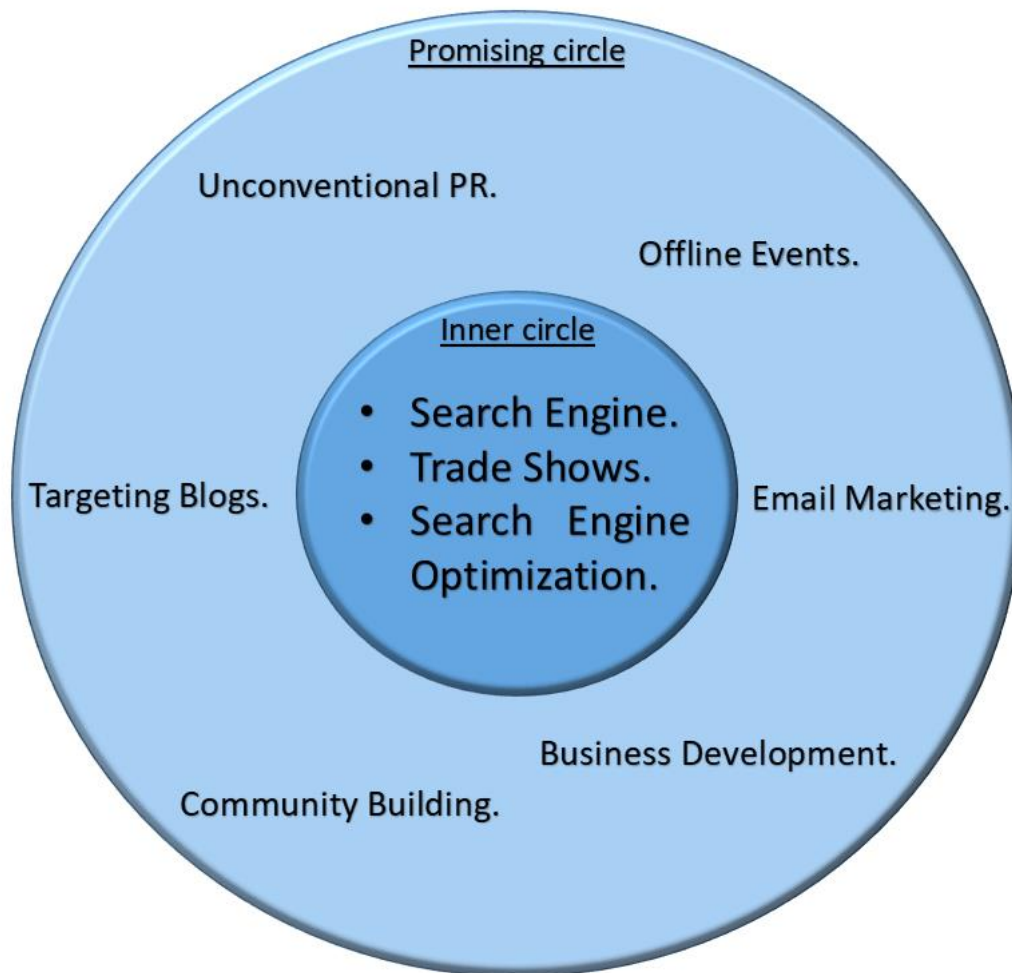 Promising circle
Unconventional PR.
Offline Events.
Inner circle
• Search Engine.
• Trade Shows.
• Search Engine
Optimization.
Targeting Blogs.
Email Marketing.
Business Development.
Community Building.